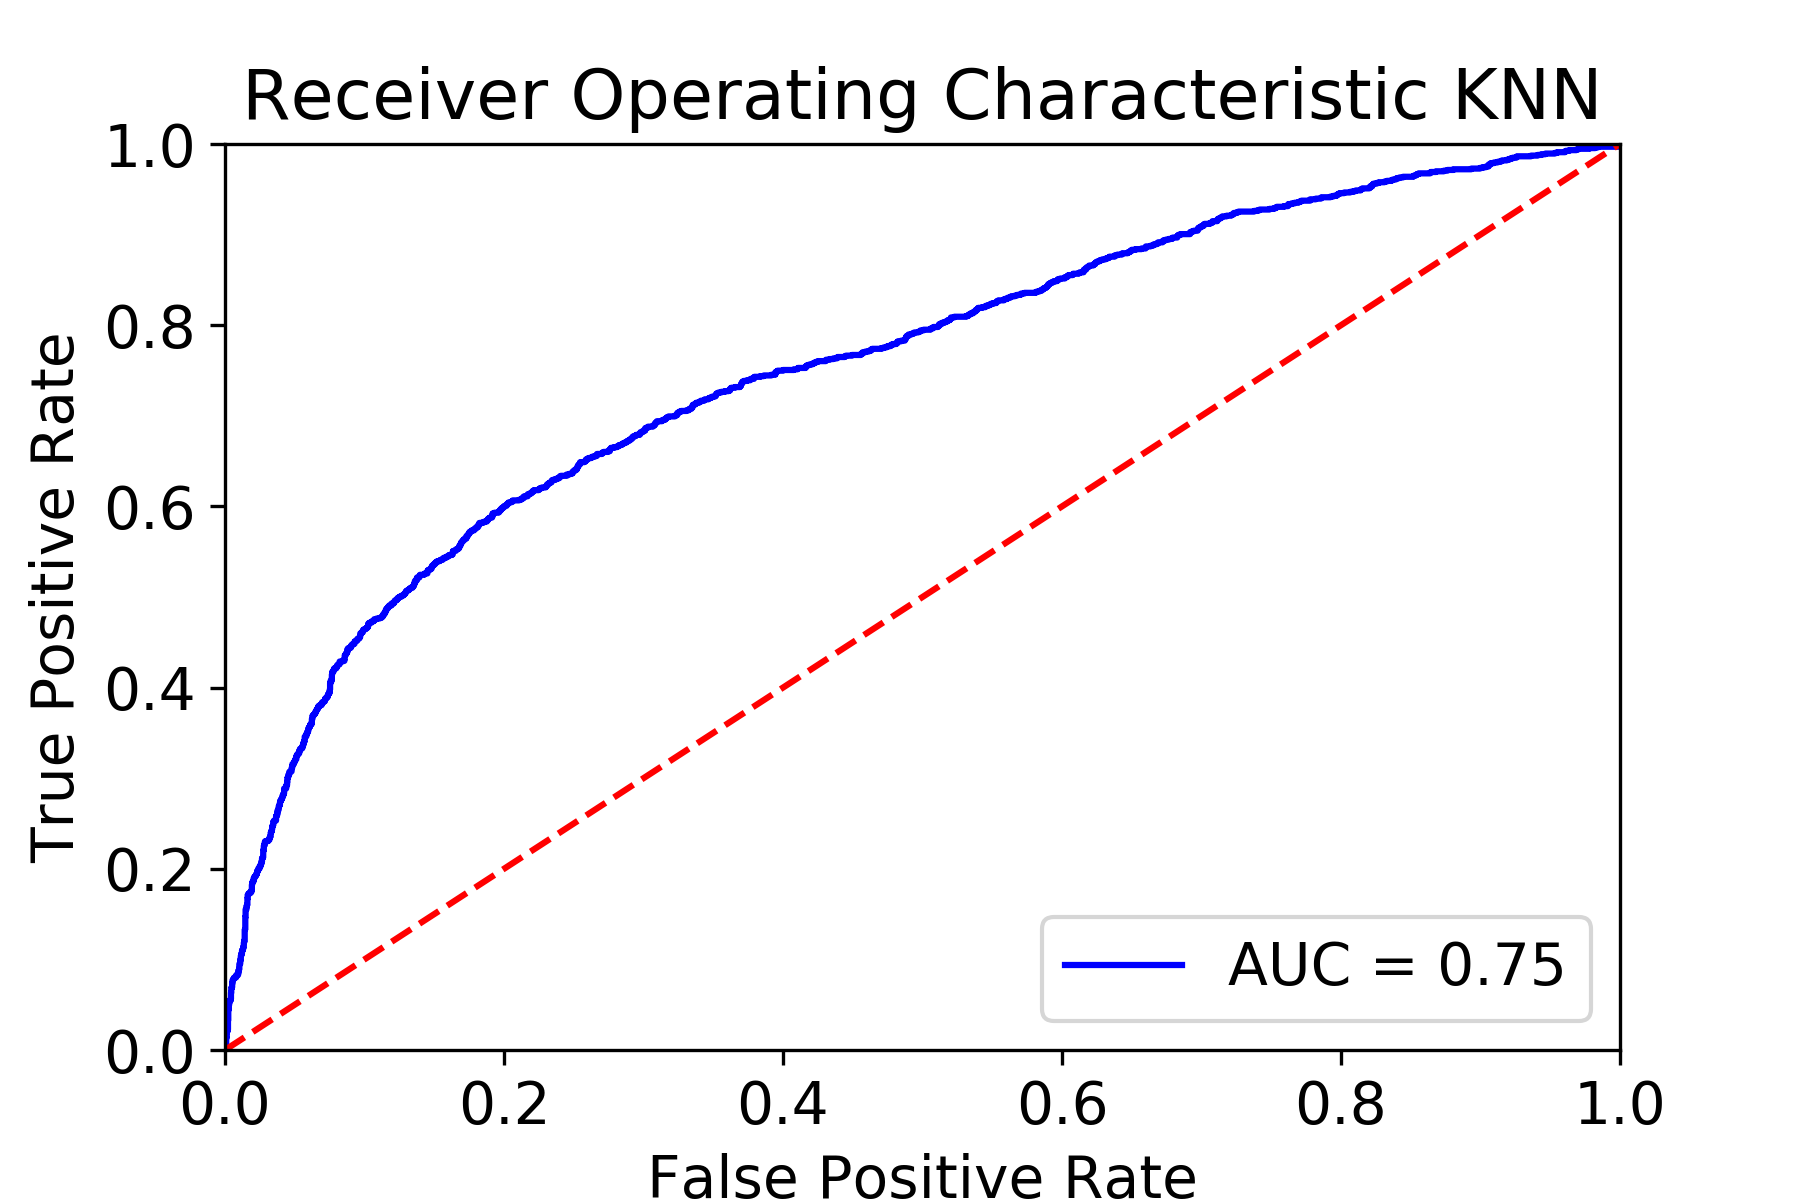 Receiver Operating Characteristic KNN
1.0
0.8
0.6
0.4
0.2
0.0
True Positive Rate
AUC = 0.75
0.0 0.2 0.4 0.6 0.8 1.0
False Positive Rate